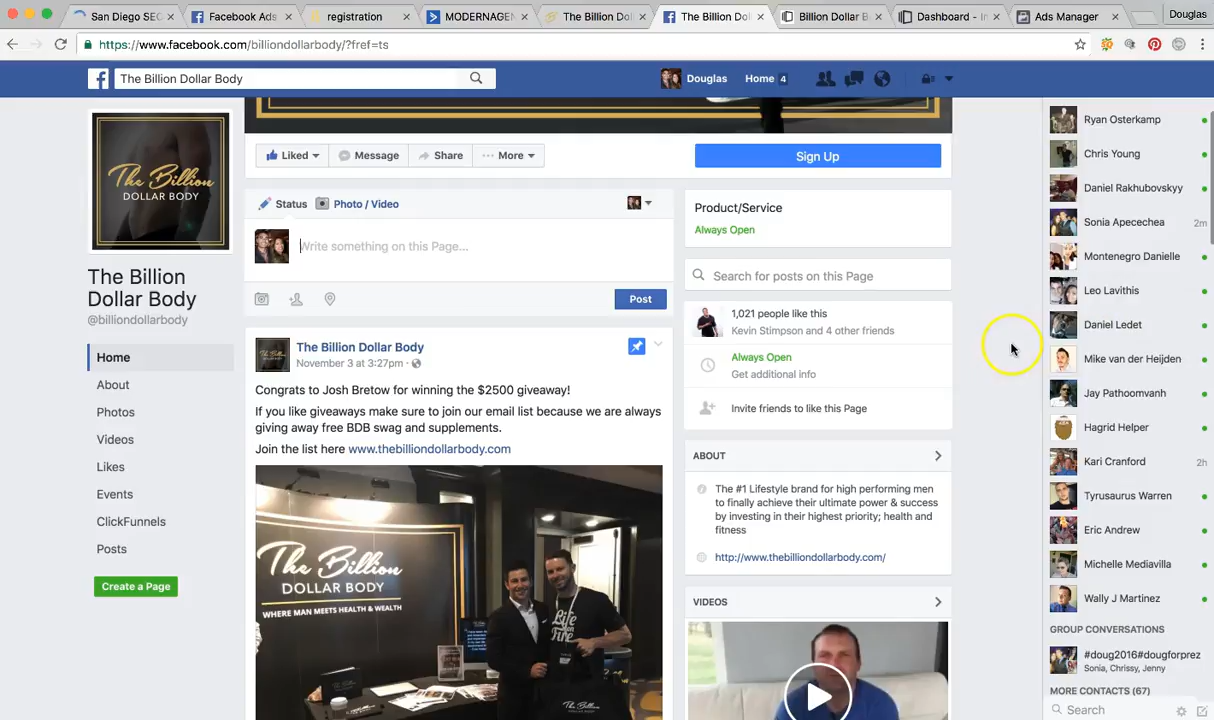 San Diego SEO
Facebook Ads
registration
MODERNAGEN
The Billion Dol
The Billion Dol
Billion Dollar B
Dashboard - In
Ads Manager
Douglas
https://www.facebook.com/billiondollarbody/?fref=ts
The Billion Dollar Body
Douglas
Home 4
The Billion
DOLLAR BODY
Liked
Message
Share
More
Sign Up
Status
Photo / Video
Write something on this Page...
Post
Product/Service
Always Open
Search for posts on this Page
The Billion
Dollar Body
@billiondollarbody
Home
About
Photos
Videos
Likes
Events
ClickFunnels
Posts
Create a Page
The Billion Dollar Body
November 3 at 3:27pm
Congrats to Josh Bretow for winning the $2500 giveaway!
If you like giveaways make sure to join our email list because we are always
giving away free BDB swag and supplements.
Join the list here www.thebilliondollarbody.com
The Billion
DOLLAR BODY
WHERE MAN MEETS HEALTH & WEALTH
Life
on
Fire
1,021 people like this
Kevin Stimpson and 4 other friends
Always Open
Get additional info
Invite friends to like this Page
ABOUT
The #1 Lifestyle brand for high performing men
to finally achieve their ultimate power & success
by investing in their highest priority; health and
fitness
http://www.thebilliondollarbody.com/
VIDEOS
Ryan Osterkamp
Chris Young
Daniel Rakhubovskyy
Sonia Apecechea 2m
Montenegro Danielle
Leo Lavithis
Daniel Ledet
Mike van der Heijden
Jay Pathoomvanh
Hagrid Helper
Kari Cranford 2h
Tyrusaurus Warren
Eric Andrew
Michelle Mediavilla
Wally J Martinez
GROUP CONVERSATIONS
#doug2016#dougforprez
Sonia, Chrissy, Jenny
MORE CONTACTS (67)
Search